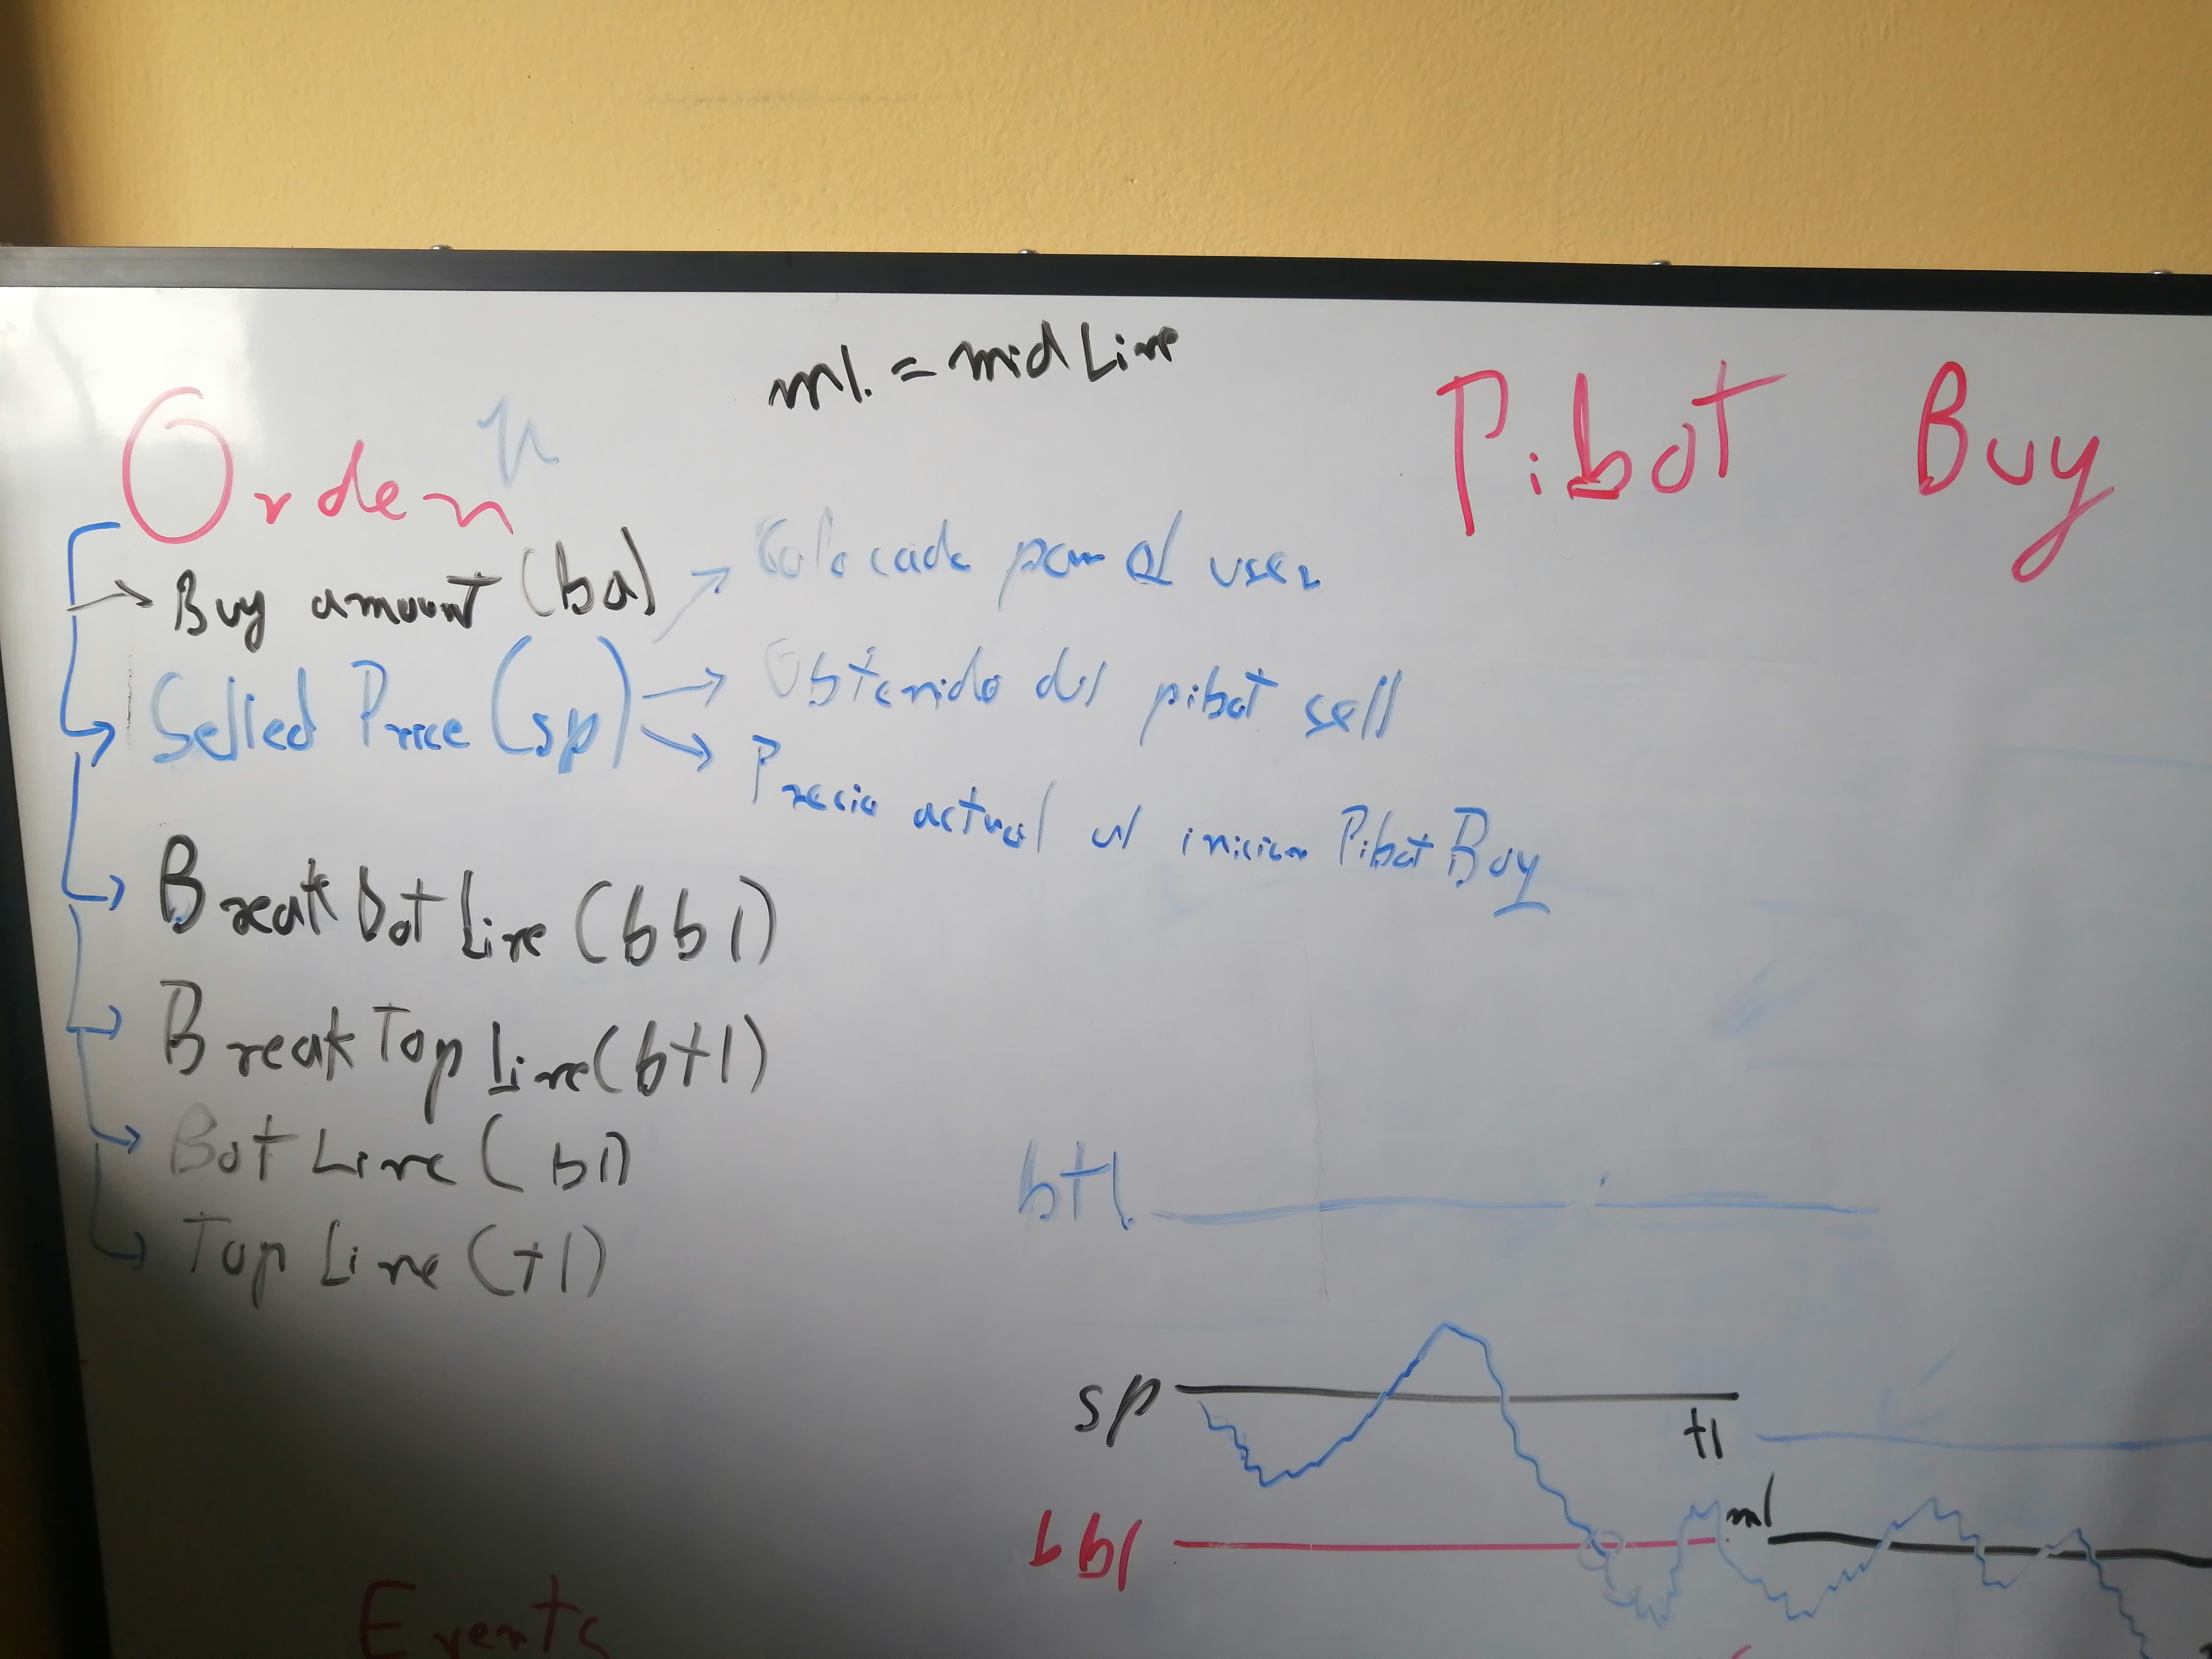 ml. = mid Line
Pibot Buy
Orden
n
Buy amount (ba)
Colocado por el user
Selled Price (sp)
Obtenido del pibot sell
Precio actual al iniciar Pibot Buy
Break Bot Line (bbl)
Break Top Line (btl)
Bot Line (bl)
Top Line (tl)
btl.
sp
tl
ml
bbl
Events